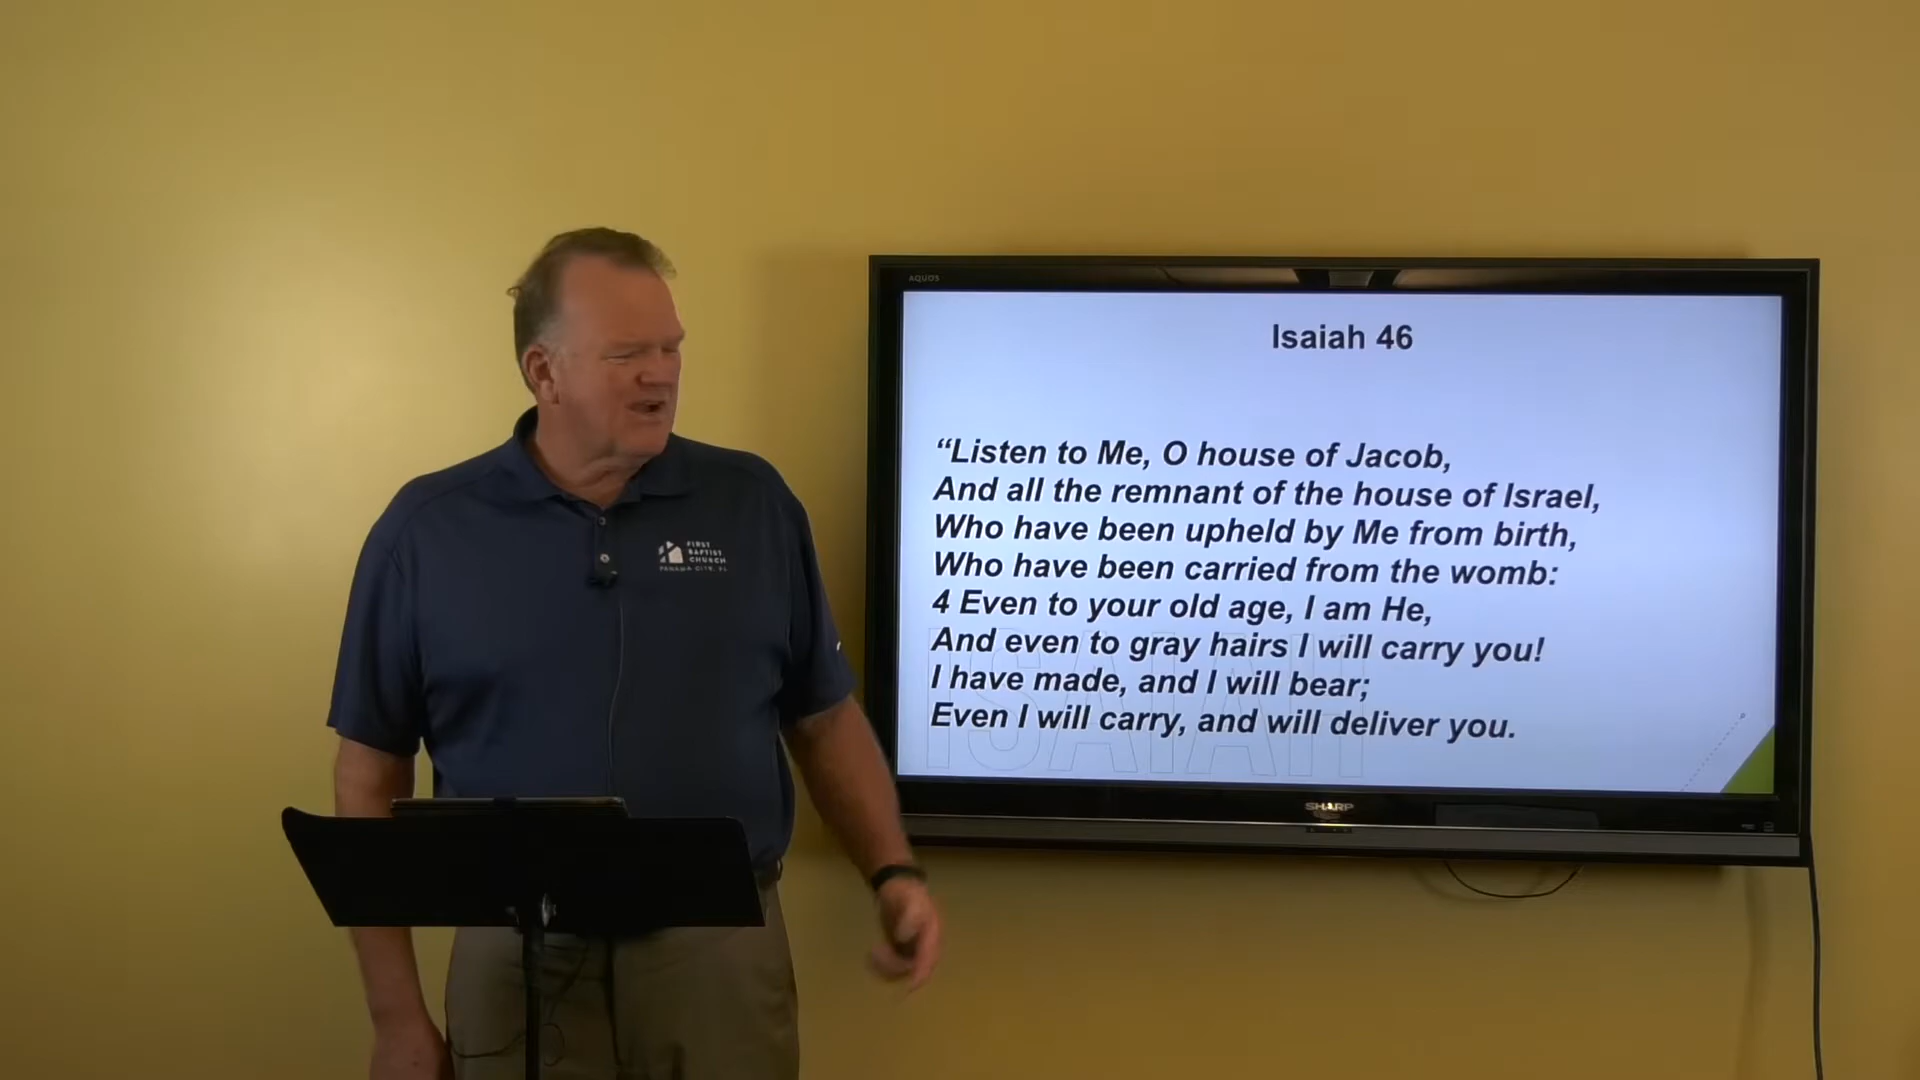 AQUOS
Isaiah 46
“Listen to Me, O house of Jacob,
And all the remnant of the house of Israel,
Who have been upheld by Me from birth,
Who have been carried from the womb:
4 Even to your old age, I am He,
And even to gray hairs I will carry you!
I have made, and I will bear;
Even I will carry, and will deliver you.
ISAIAH
SHARP
FIRST
BAPTIST
CHURCH
PANAMA CITY, FL